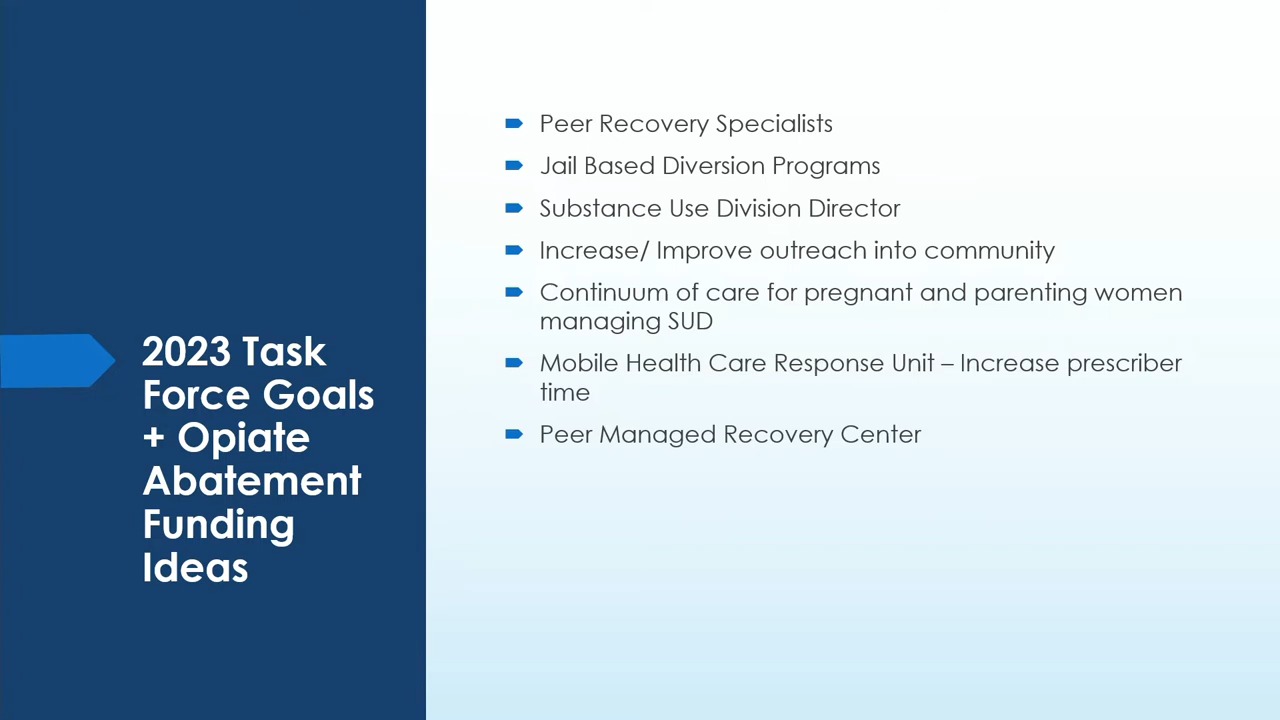 2023 Task
Force Goals
+ Opiate
Abatement
Funding
Ideas
Peer Recovery Specialists
Jail Based Diversion Programs
Substance Use Division Director
Increase/ Improve outreach into community
Continuum of care for pregnant and parenting women
managing SUD
Mobile Health Care Response Unit – Increase prescriber
time
Peer Managed Recovery Center